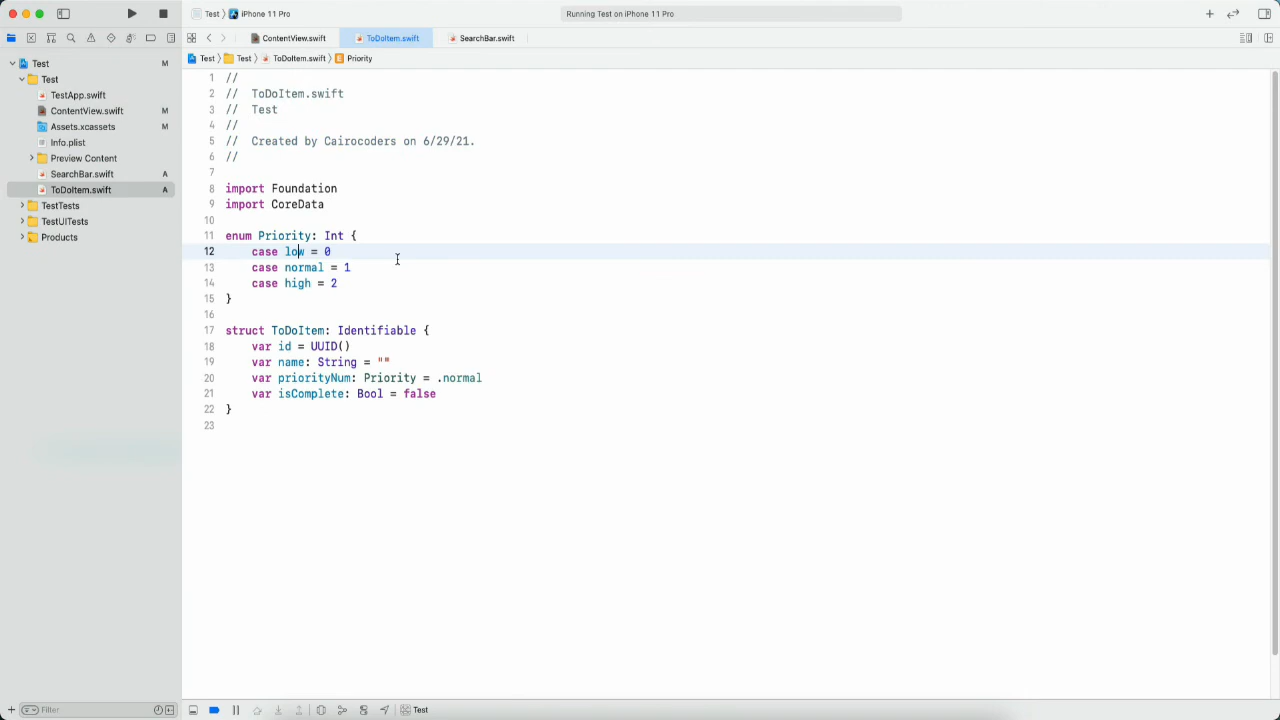 Test
iPhone 11 Pro
Running Test on iPhone 11 Pro
ContentView.swift
ToDoItem.swift
SearchBar.swift
Test
Test
ToDoItem.swift
Priority
Test M
Test
TestApp.swift
ContentView.swift M
Assets.xcassets M
Info.plist
Preview Content
SearchBar.swift A
ToDoItem.swift A
TestTests
TestUITests
Products
1 //
2 //  ToDoItem.swift
3 //  Test
4 //
5 //  Created by Cairocoders on 6/29/21.
6 //
7
8 import Foundation
9 import CoreData
10
11 enum Priority: Int {
12     case low = 0
13     case normal = 1
14     case high = 2
15 }
16
17 struct ToDoItem: Identifiable {
18     var id = UUID()
19     var name: String = ""
20     var priorityNum: Priority = .normal
21     var isComplete: Bool = false
22 }
23
Filter
Test